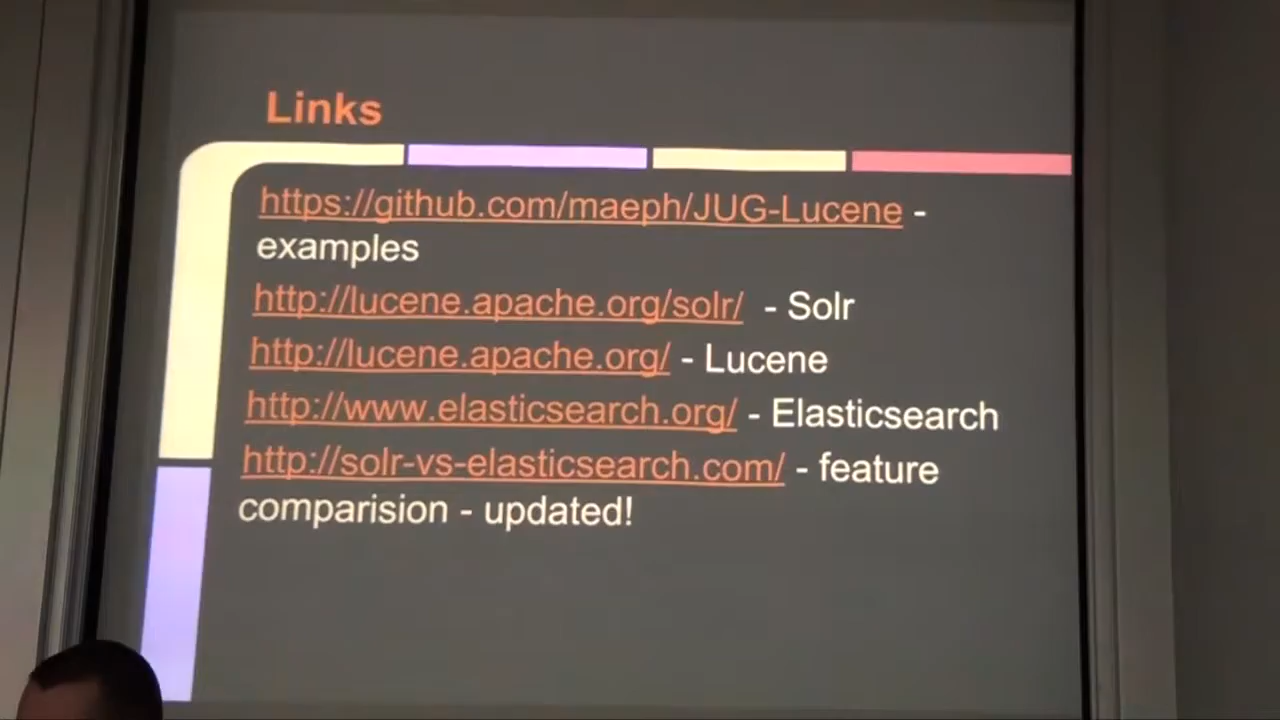 Links
https://github.com/maeph/JUG-Lucene -
examples
http://lucene.apache.org/solr/ - Solr
http://lucene.apache.org/ - Lucene
http://www.elasticsearch.org/ - Elasticsearch
http://solr-vs-elasticsearch.com/ - feature
comparision - updated!